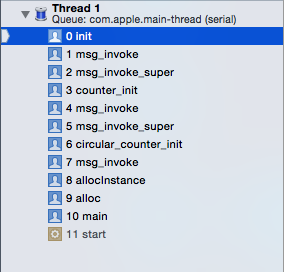 Thread 1
Queue: com.apple.main-thread (serial)
0 init
1 msg_invoke
2 msg_invoke_super
3 counter_init
4 msg_invoke
5 msg_invoke_super
6 circular_counter_init
7 msg_invoke
8 allocInstance
9 alloc
10 main
11 start